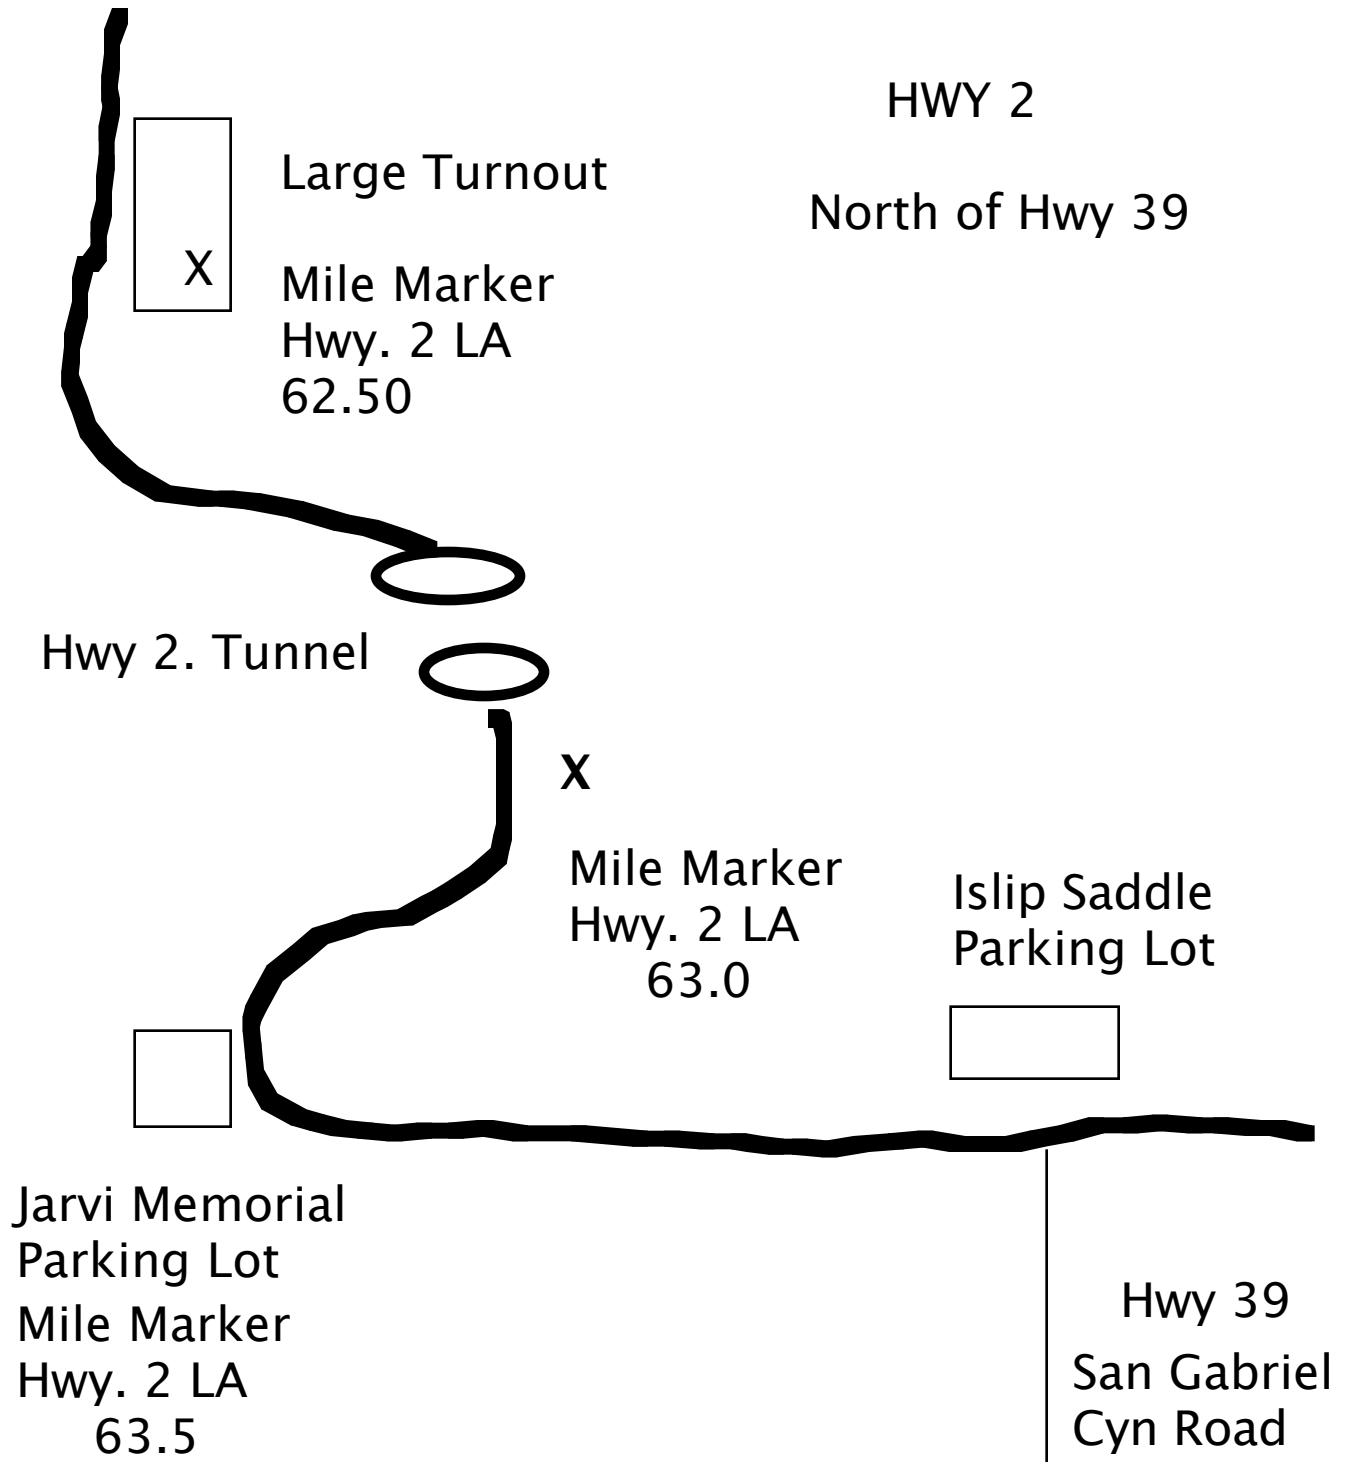 HWY 2
North of Hwy 39
Large Turnout
X
Mile Marker
Hwy. 2 LA
62.50
Hwy 2. Tunnel
X
Mile Marker
Hwy. 2 LA
63.0
Islip Saddle
Parking Lot
Jarvi Memorial
Parking Lot
Mile Marker
Hwy. 2 LA
63.5
Hwy 39
San Gabriel
Cyn Road